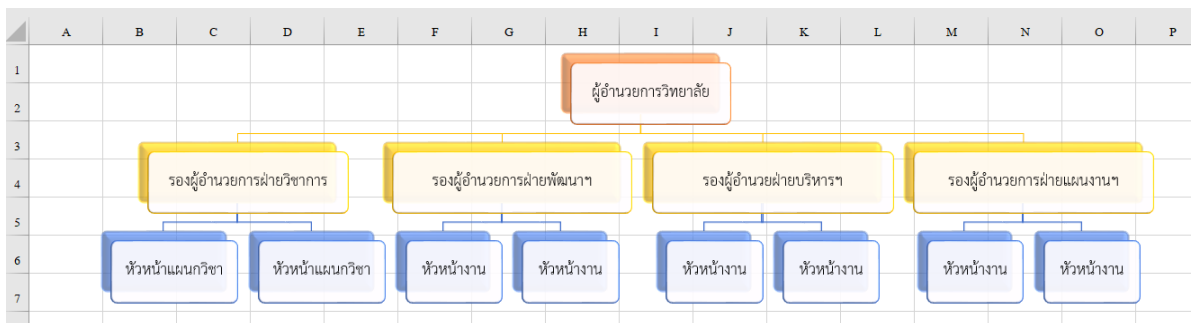 A B C D E F G H I J K L M N O P
1
ผู้อำนวยการวิทยาลัย
2
3
4 รองผู้อำนวยการฝ่ายวิชาการ รองผู้อำนวยการฝ่ายพัฒนาฯ รองผู้อำนวยฝ่ายบริหารฯ รองผู้อำนวยการฝ่ายแผนงานฯ
5
6 หัวหน้าแผนกวิชา หัวหน้าแผนกวิชา หัวหน้างาน หัวหน้างาน หัวหน้างาน หัวหน้างาน หัวหน้างาน หัวหน้างาน
7